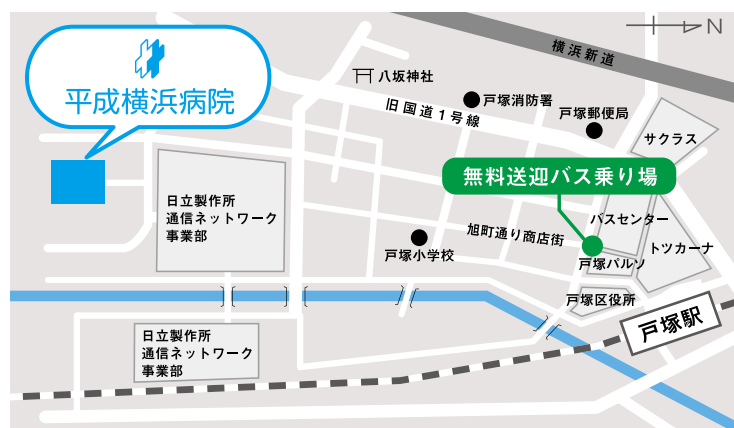 N
横浜新道
平成横浜病院
八坂神社
旧国道1号線
戸塚消防署
戸塚郵便局
サクラス
無料送迎バス乗り場
日立製作所
通信ネットワーク
事業部
バスセンター
旭町通り商店街
トツカーナ
戸塚小学校
戸塚パルソ
戸塚区役所
戸塚駅
日立製作所
通信ネットワーク
事業部